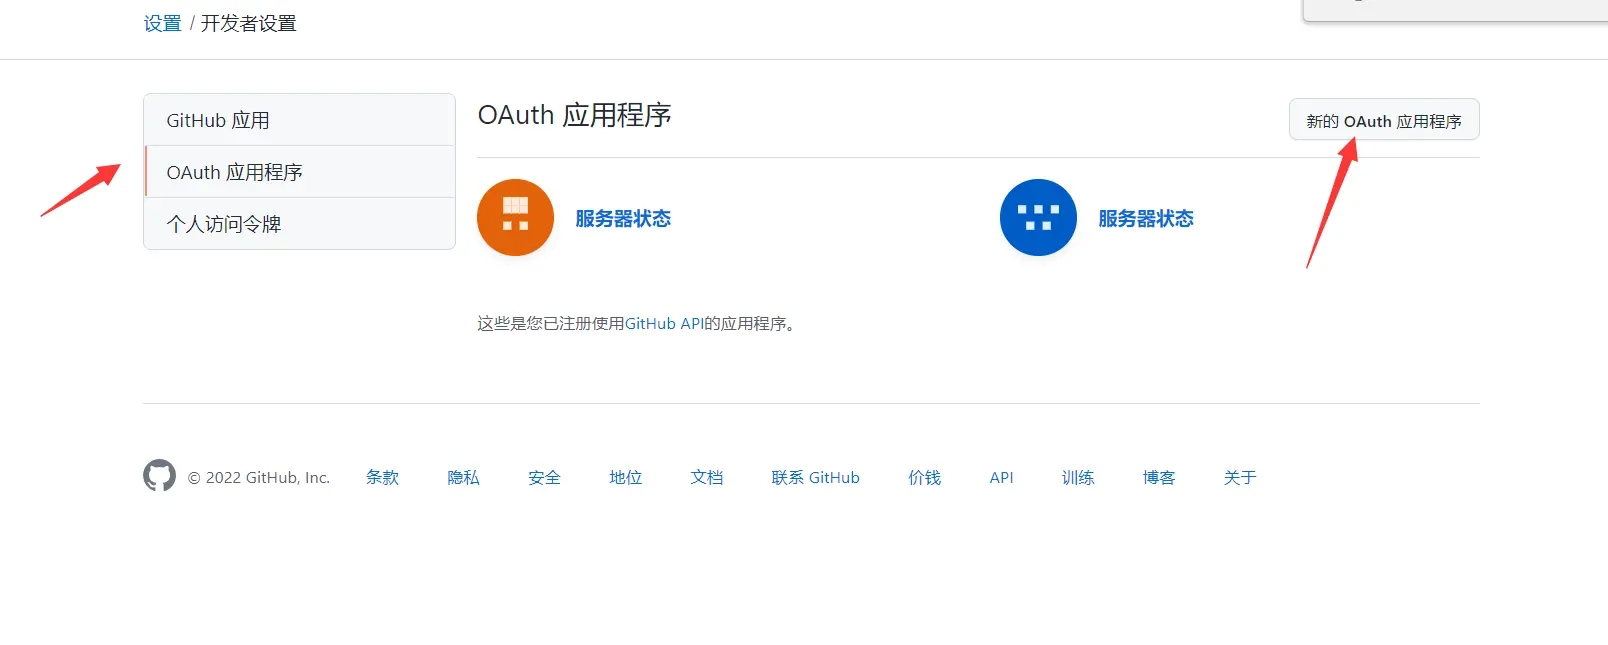 设置 / 开发者设置
GitHub 应用
OAuth 应用程序
个人访问令牌
OAuth 应用程序
新的 OAuth 应用程序
服务器状态
服务器状态
这些是您已注册使用GitHub API的应用程序。
© 2022 GitHub, Inc. 条款 隐私 安全 地位 文档 联系 GitHub 价钱 API 训练 博客 关于